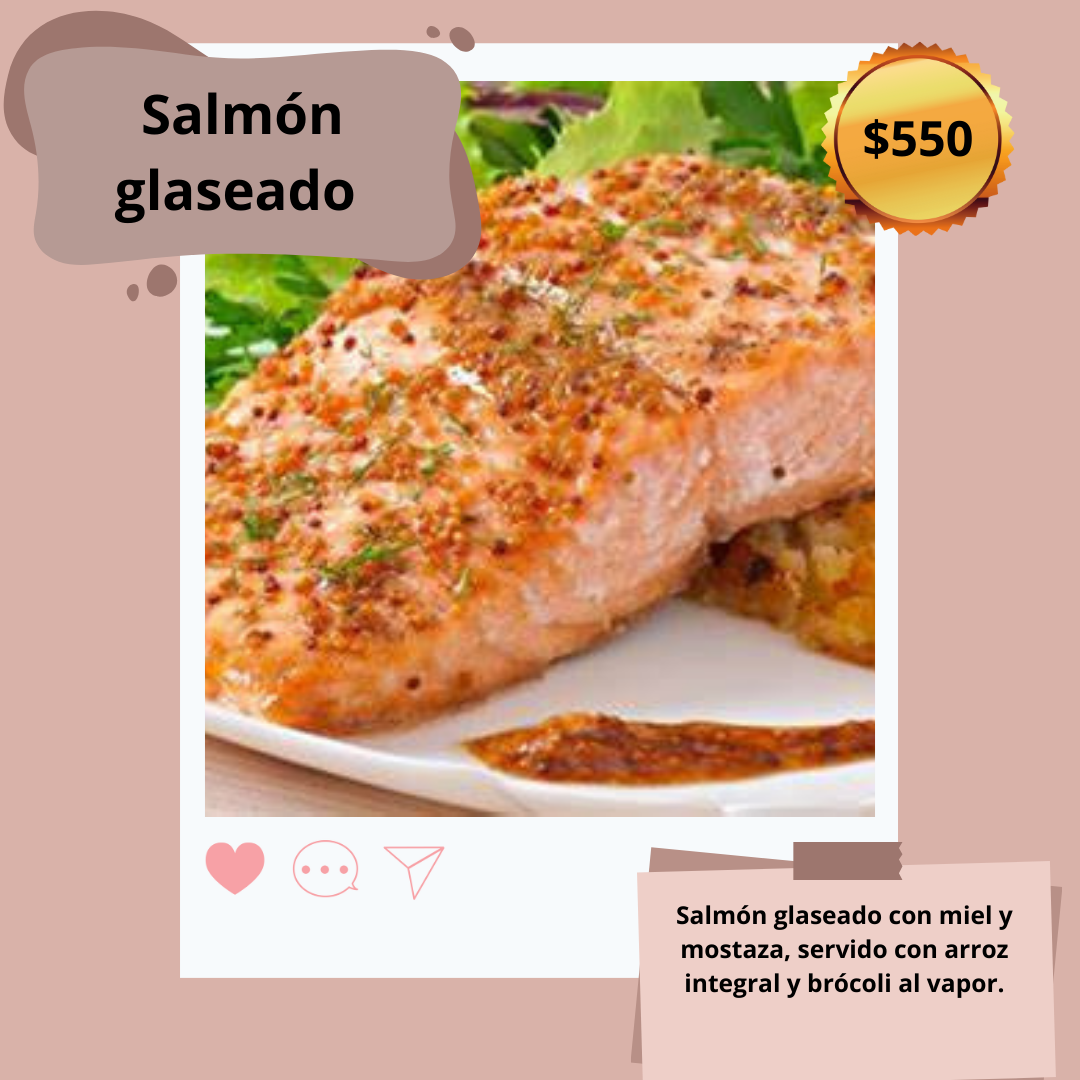 Salmón
glaseado
$550
Salmón glaseado con miel y
mostaza, servido con arroz
integral y brócoli al vapor.